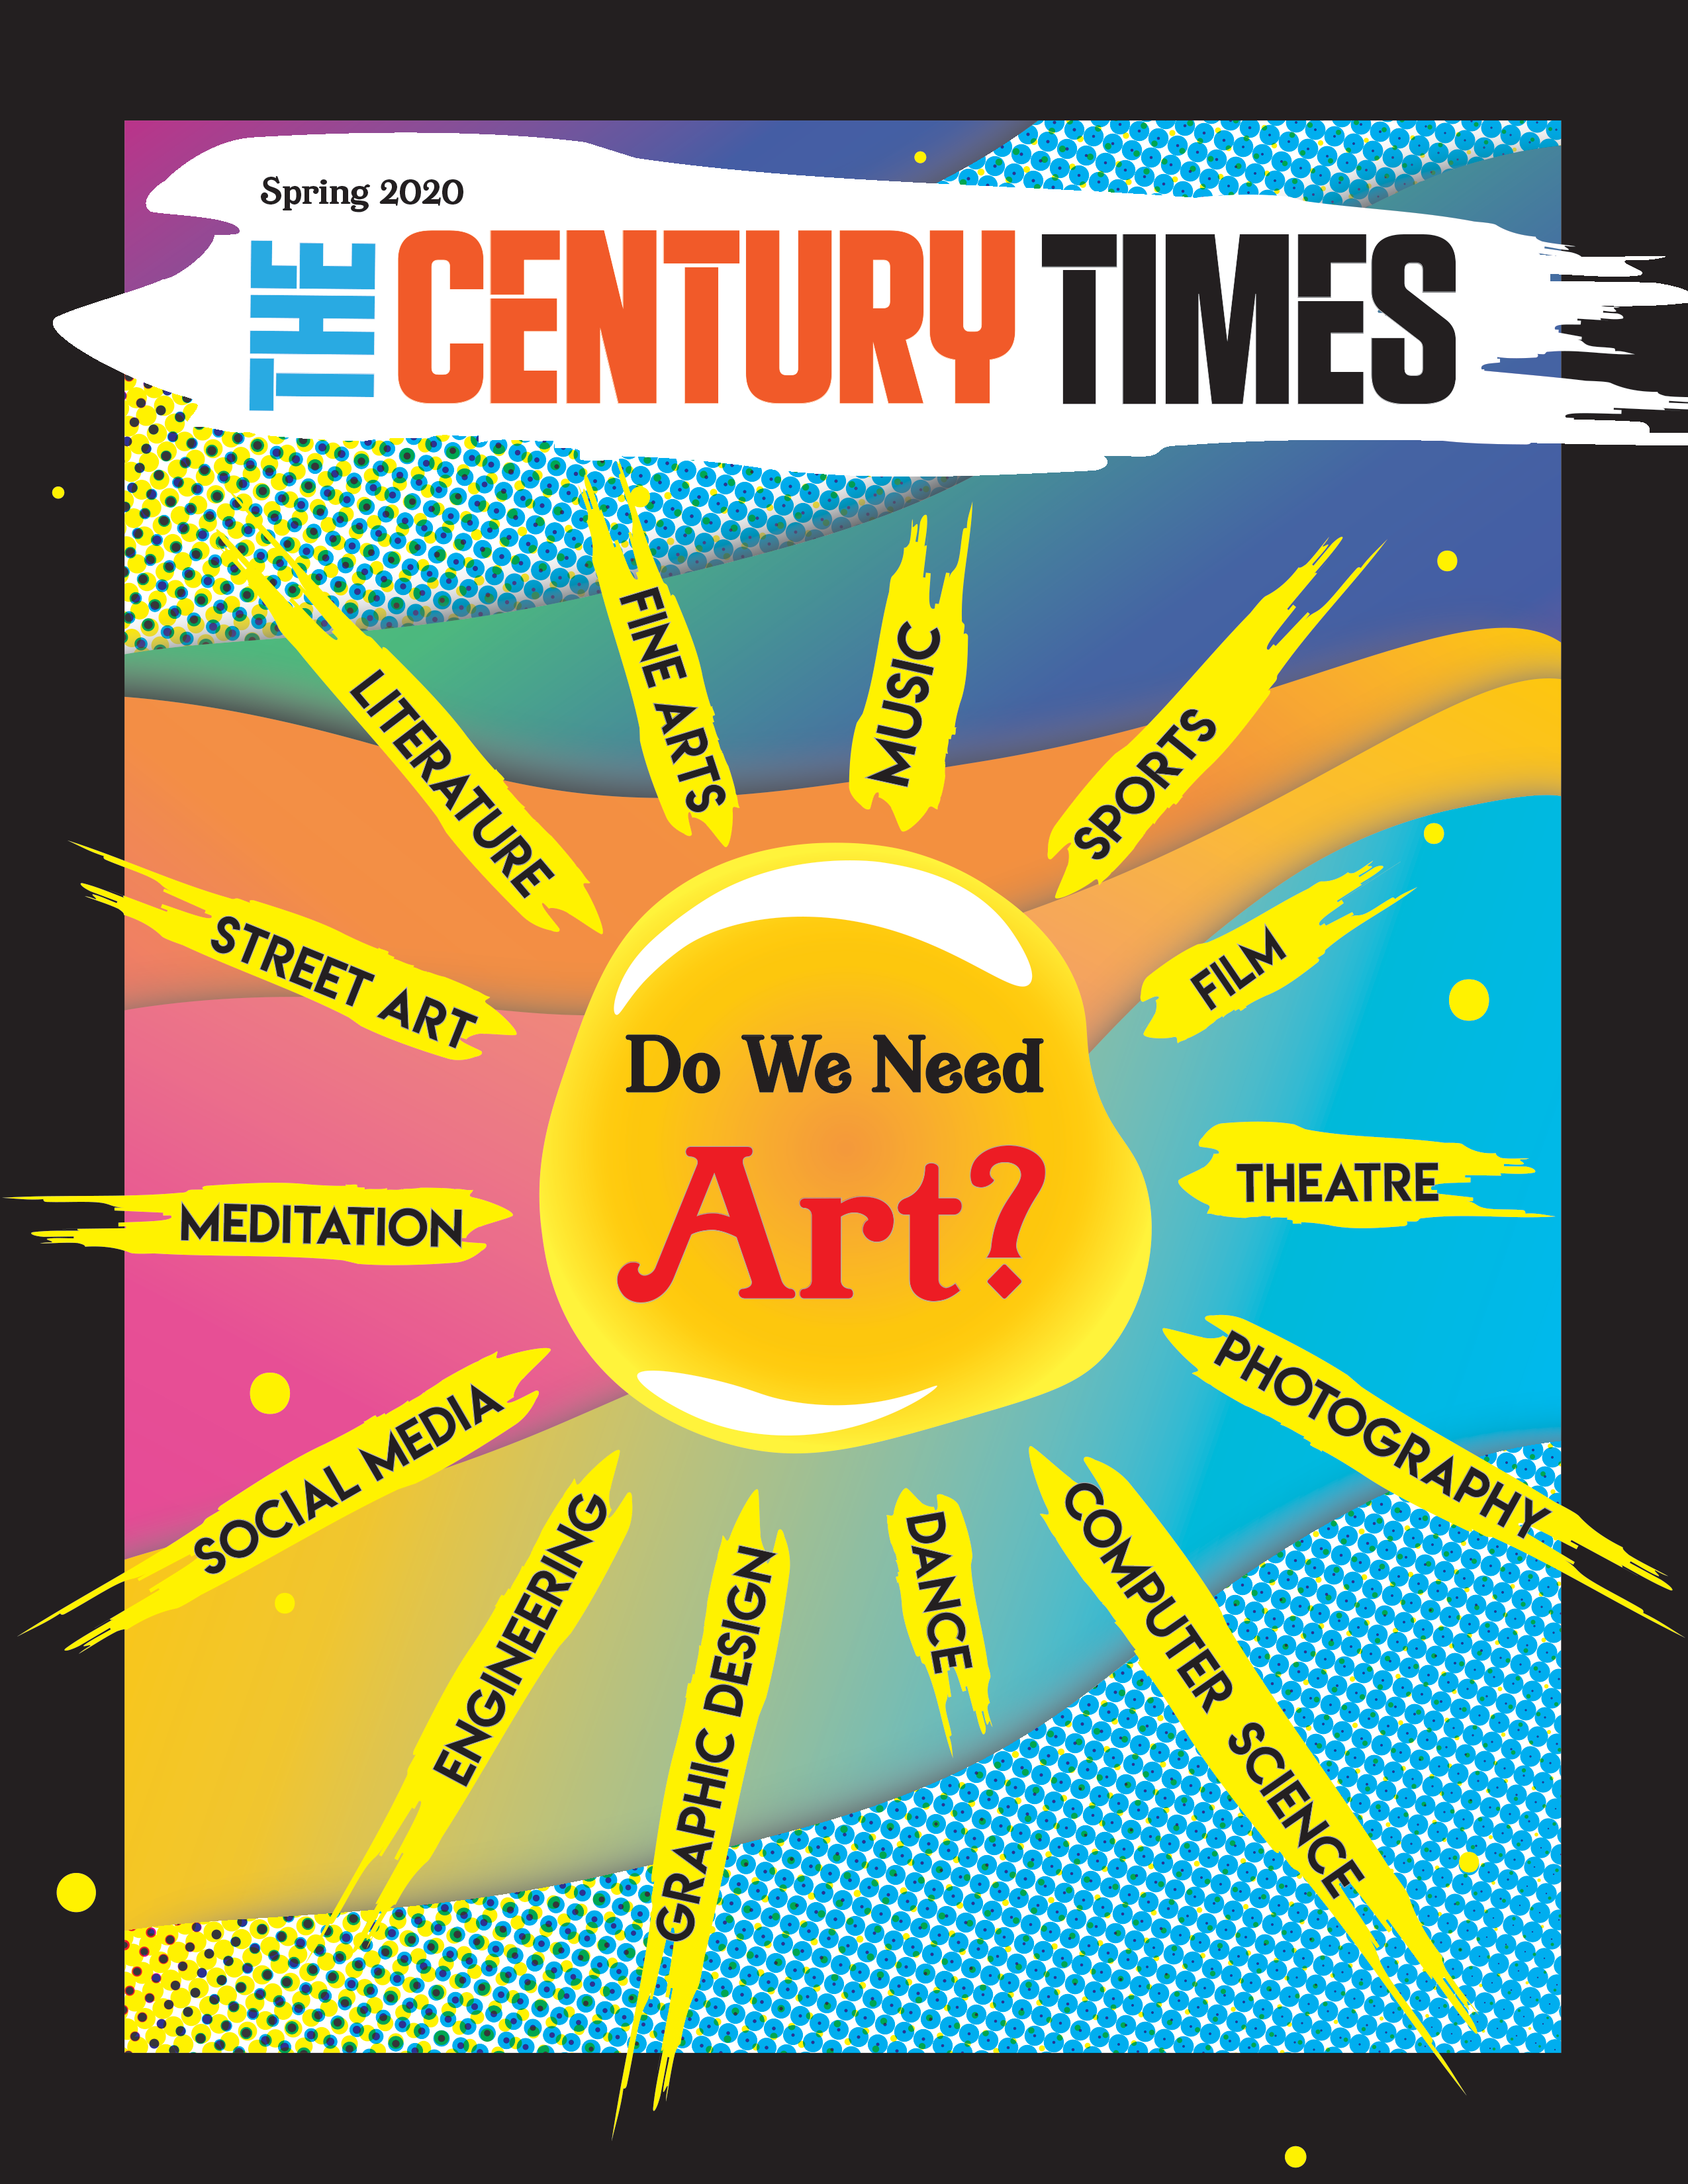 Spring 2020
THE CENTURY TIMES
LITERATURE
FINE ARTS
MUSIC
SPORTS
STREET ART
FILM
Do We Need
Art?
THEATRE
MEDITATION
PHOTOGRAPHY
SOCIAL MEDIA
ENGINEERING
GRAPHIC DESIGN
DANCE
COMPUTER SCIENCE